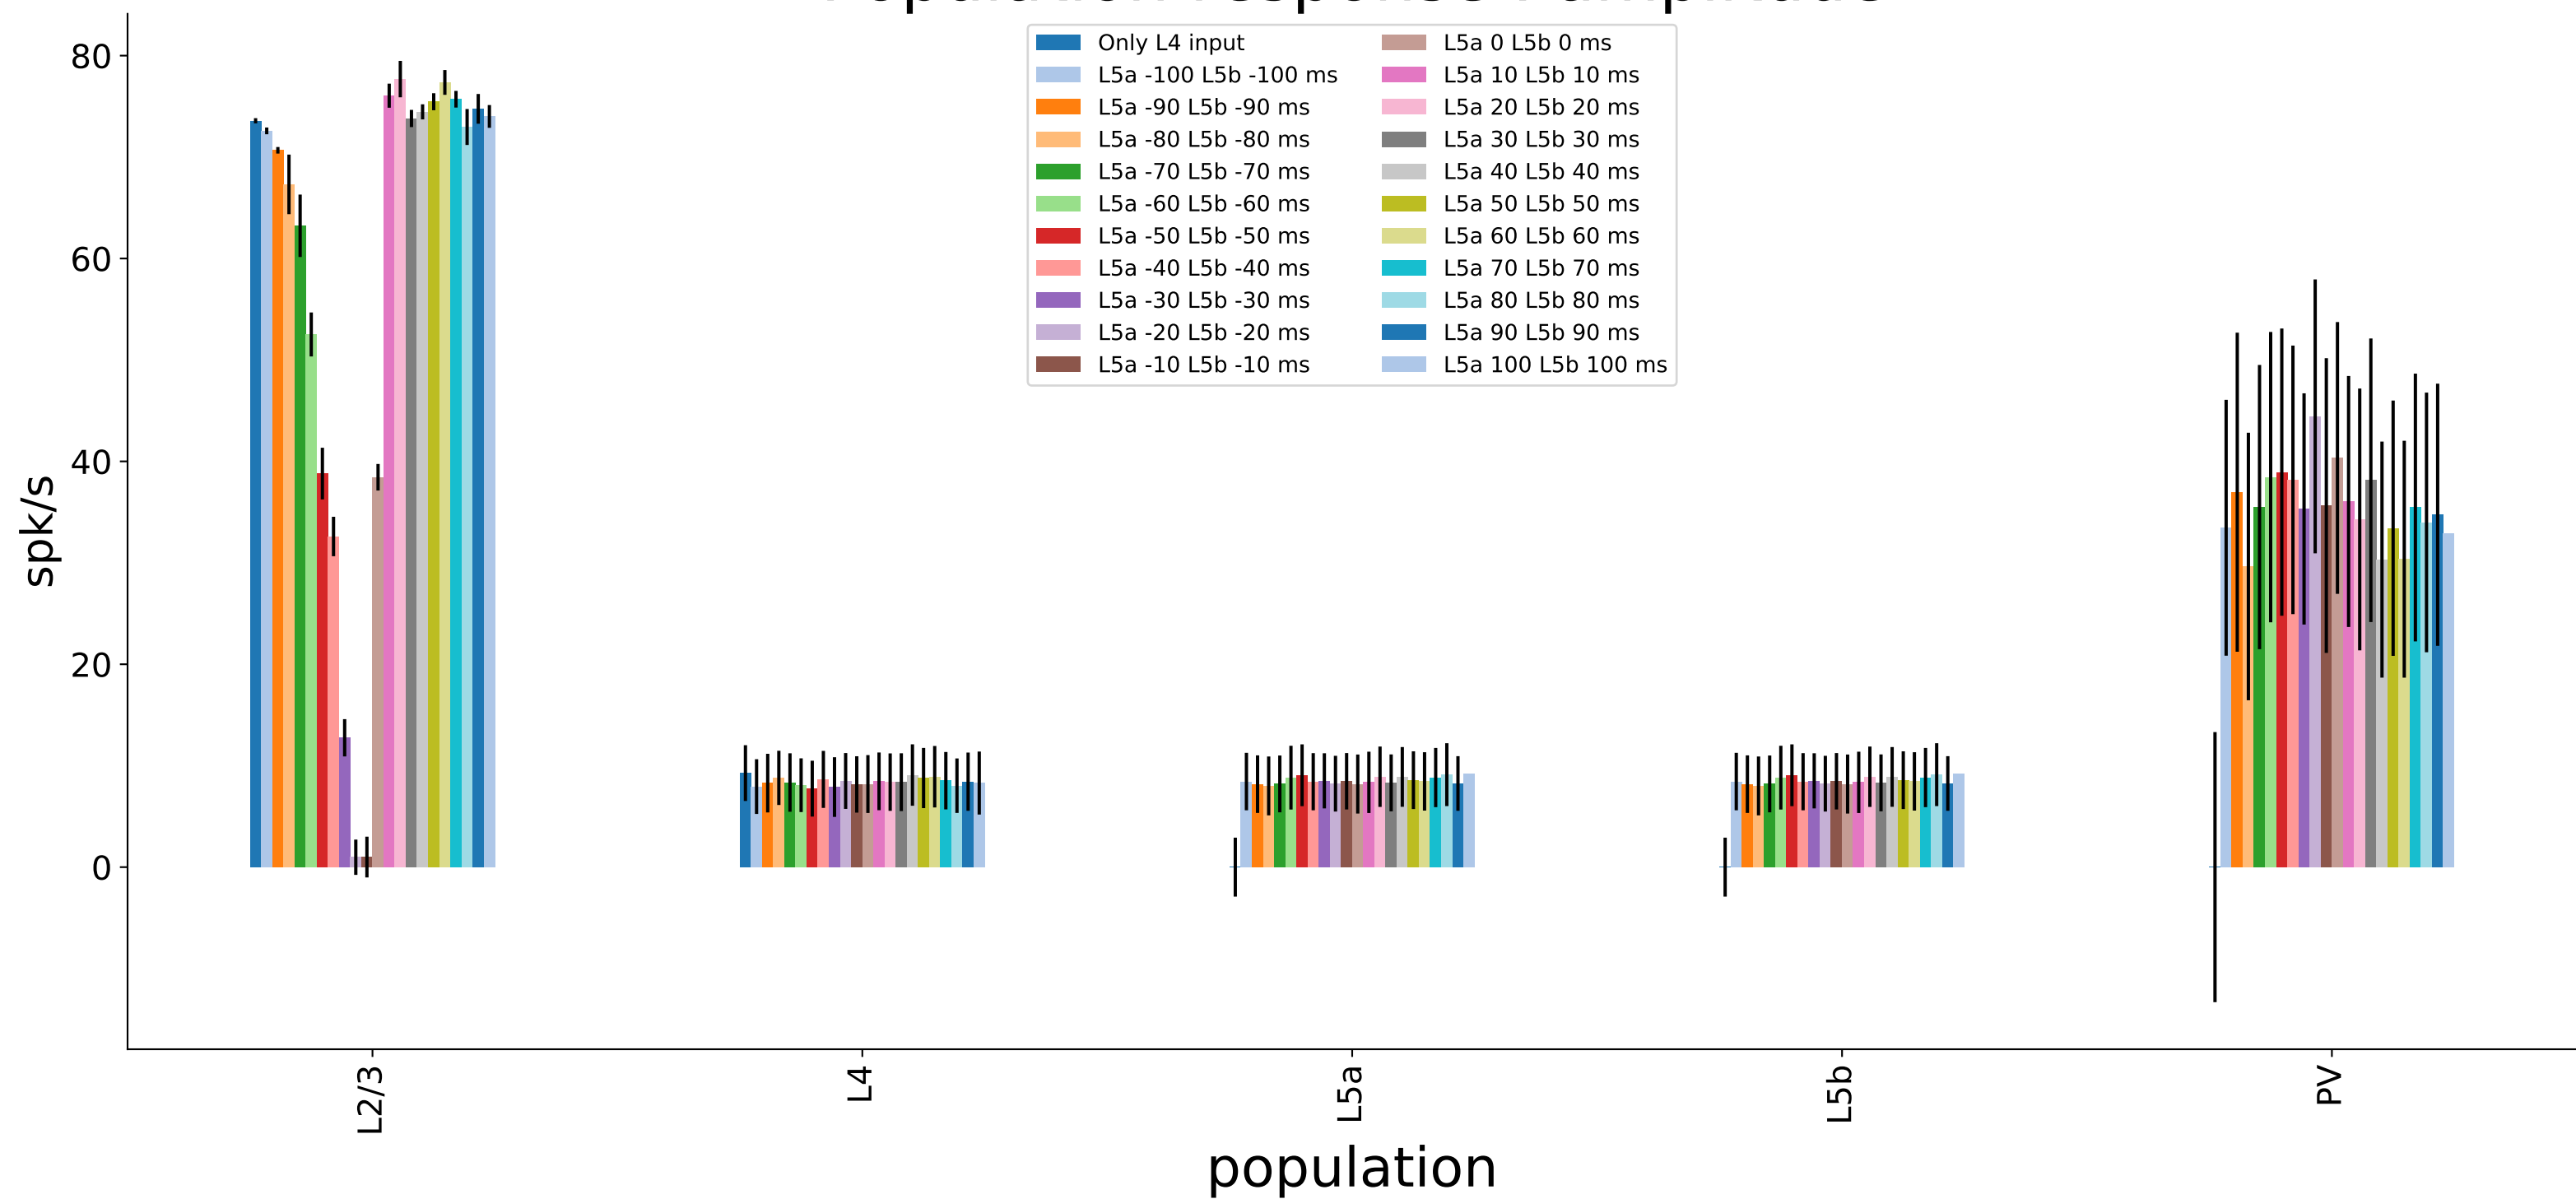 80
60
40
20
0
spk/s
Only L4 input
L5a -100 L5b -100 ms
L5a -90 L5b -90 ms
L5a -80 L5b -80 ms
L5a -70 L5b -70 ms
L5a -60 L5b -60 ms
L5a -50 L5b -50 ms
L5a -40 L5b -40 ms
L5a -30 L5b -30 ms
L5a -20 L5b -20 ms
L5a -10 L5b -10 ms
L5a 0 L5b 0 ms
L5a 10 L5b 10 ms
L5a 20 L5b 20 ms
L5a 30 L5b 30 ms
L5a 40 L5b 40 ms
L5a 50 L5b 50 ms
L5a 60 L5b 60 ms
L5a 70 L5b 70 ms
L5a 80 L5b 80 ms
L5a 90 L5b 90 ms
L5a 100 L5b 100 ms
L2/3
L4
L5a
L5b
PV
population